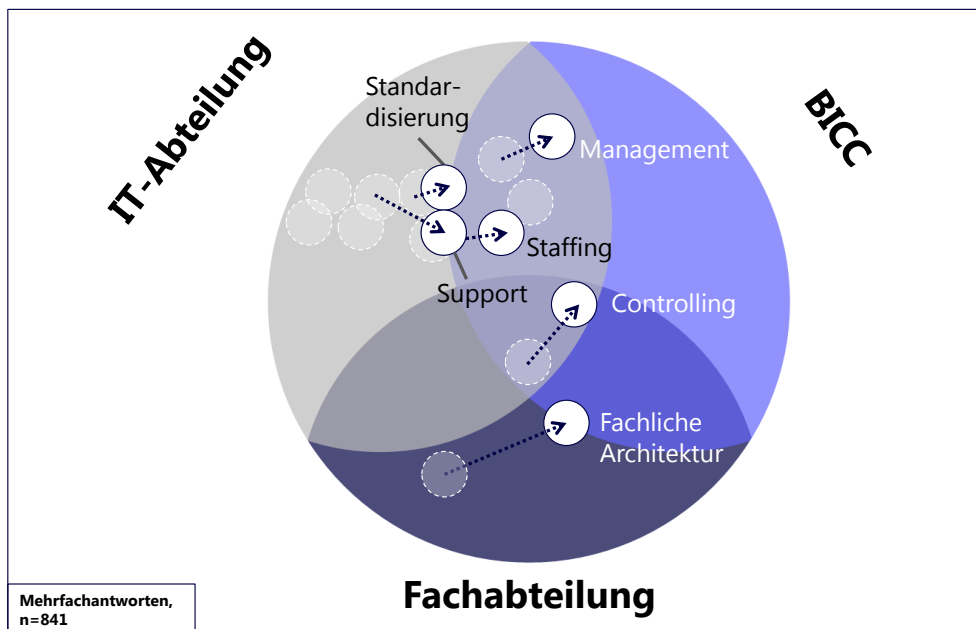 IT-Abteilung
BICC
Standar-
disierung
Management
Staffing
Support
Controlling
Fachliche
Architektur
Fachabteilung
Mehrfachantworten,
n=841